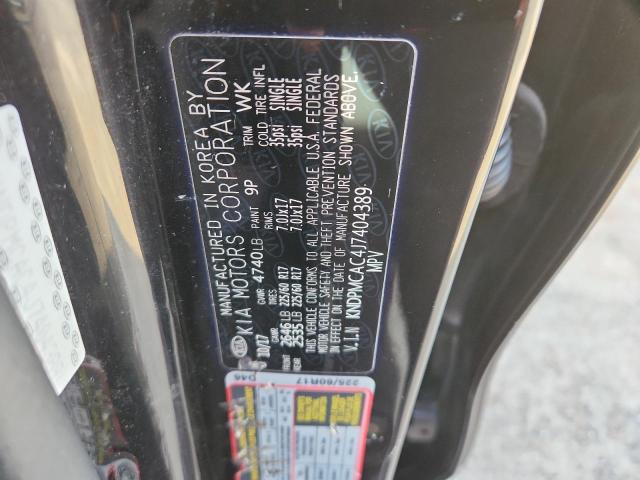 MANUFACTURED IN KOREA BY
KIA MOTORS CORPORATION
10/17 GVWR 4740LB PAINT 9P TRIM WK
GAWR TIRES RIMS COLD TIRE INFL
FRONT 2646LB 225/60 R17 7.0Jx17 35psi SINGLE
REAR 2535LB 225/60 R17 7.0Jx17 35psi SINGLE
THIS VEHICLE CONFORMS TO ALL APPLICABLE U.S.A. FEDERAL
MOTOR VEHICLE SAFETY AND THEFT PREVENTION STANDARDS
IN EFFECT ON THE DATE OF MANUFACTURE SHOWN ABOVE.
V.I.N KNDPMCAC4J7404389
MPV
225/60R17